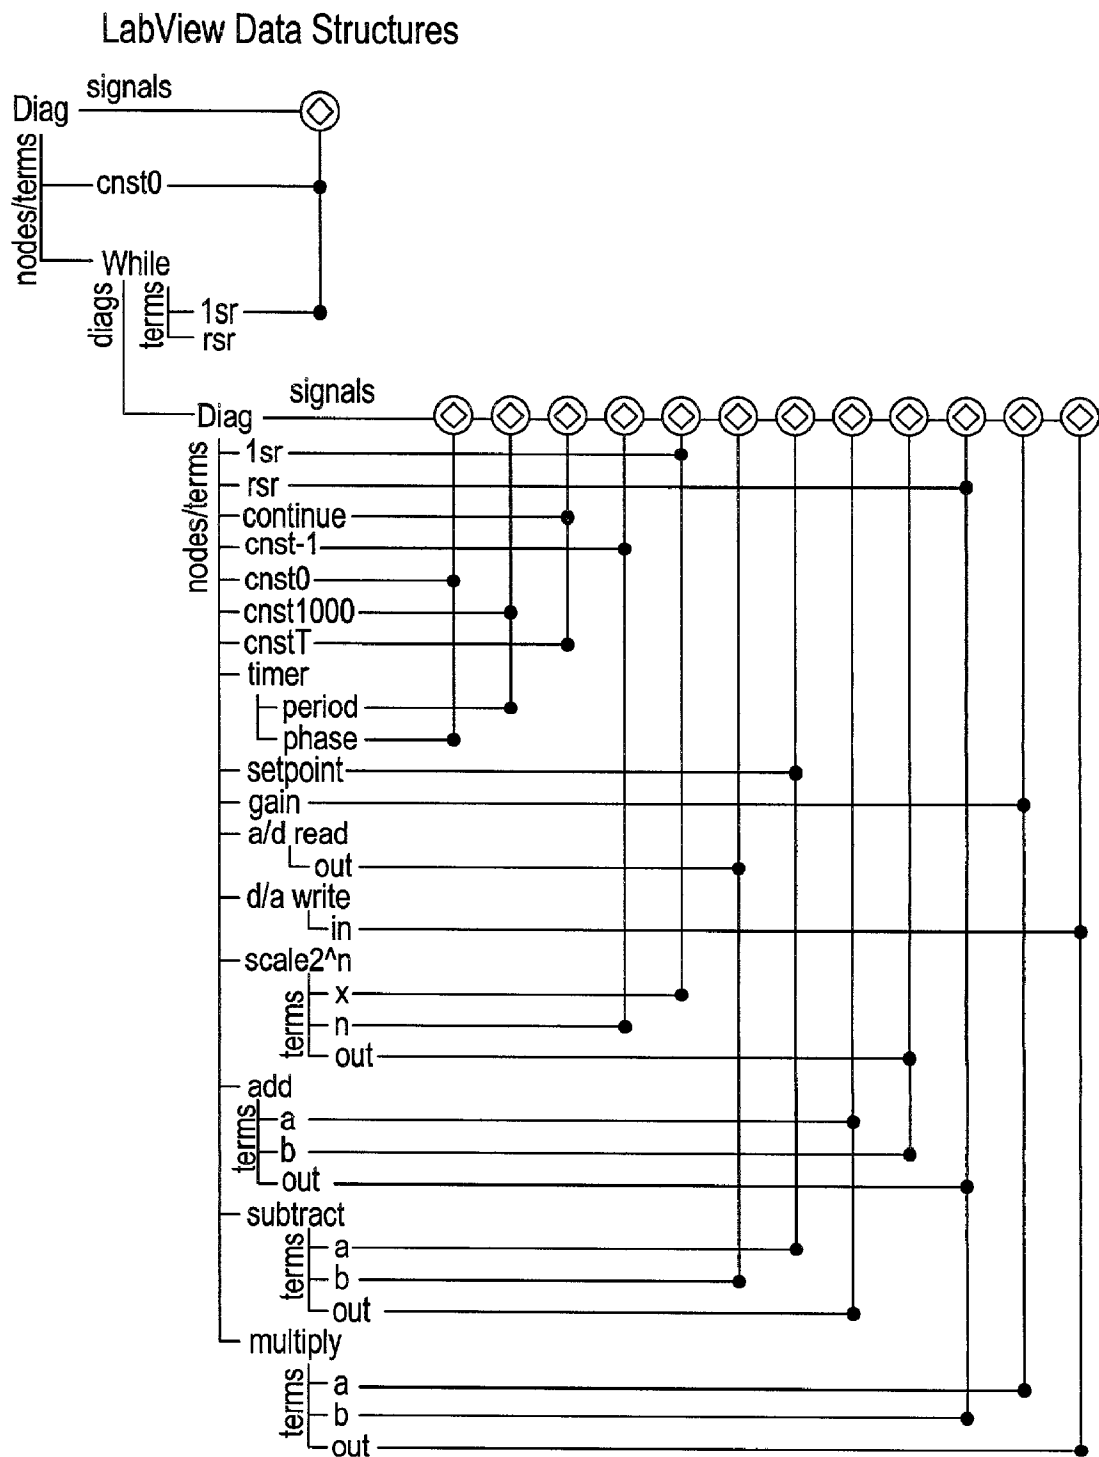 LabView Data Structures
signals
Diag
nodes/terms
cnst0
While
diags
terms
1sr
rsr
signals
Diag
nodes/terms
1sr
rsr
continue
cnst-1
cnst0
cnst1000
cnstT
timer
period
phase
setpoint
gain
a/d read
out
d/a write
in
scale2^n
terms
x
n
out
add
terms
a
b
out
subtract
terms
a
b
out
multiply
terms
a
b
out